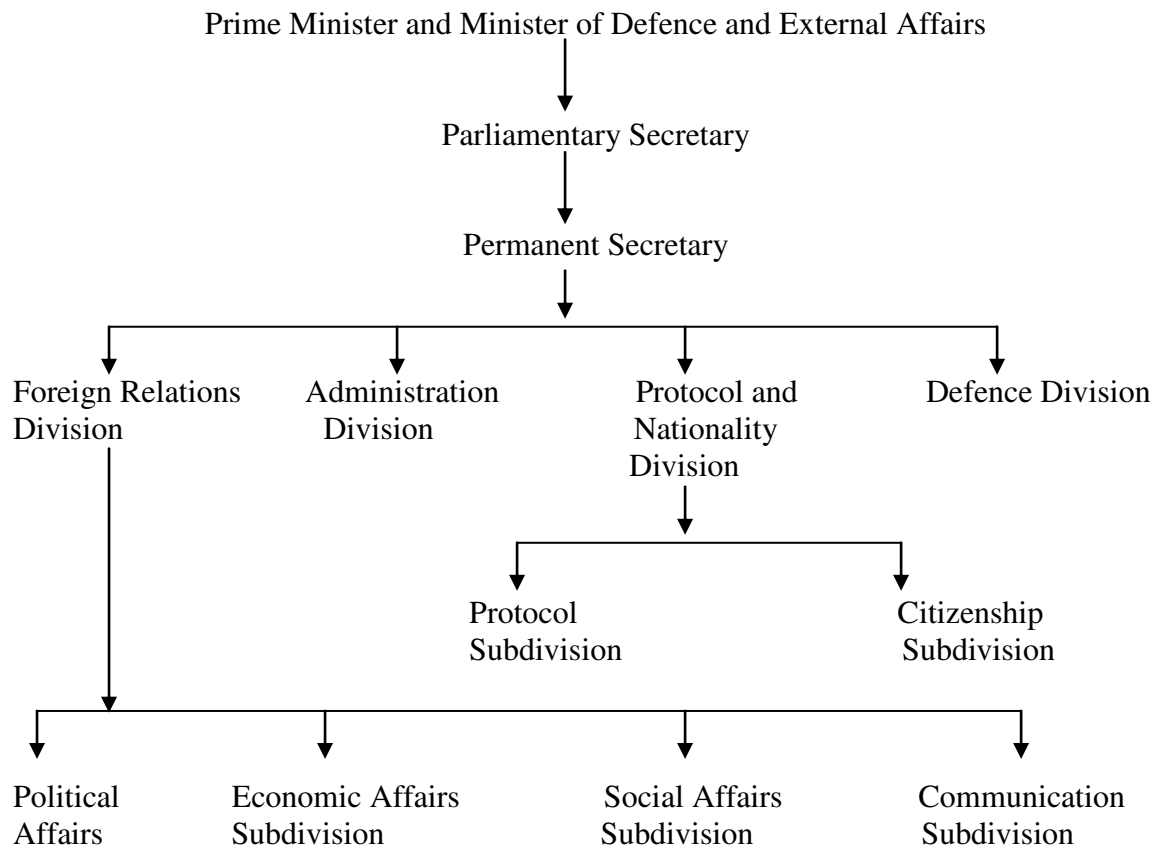 Prime Minister and Minister of Defence and External Affairs
Parliamentary Secretary
Permanent Secretary
Foreign Relations
Division
Administration
Division
Protocol and
Nationality
Division
Defence Division
Protocol
Subdivision
Citizenship
Subdivision
Political
Affairs
Economic Affairs
Subdivision
Social Affairs
Subdivision
Communication
Subdivision